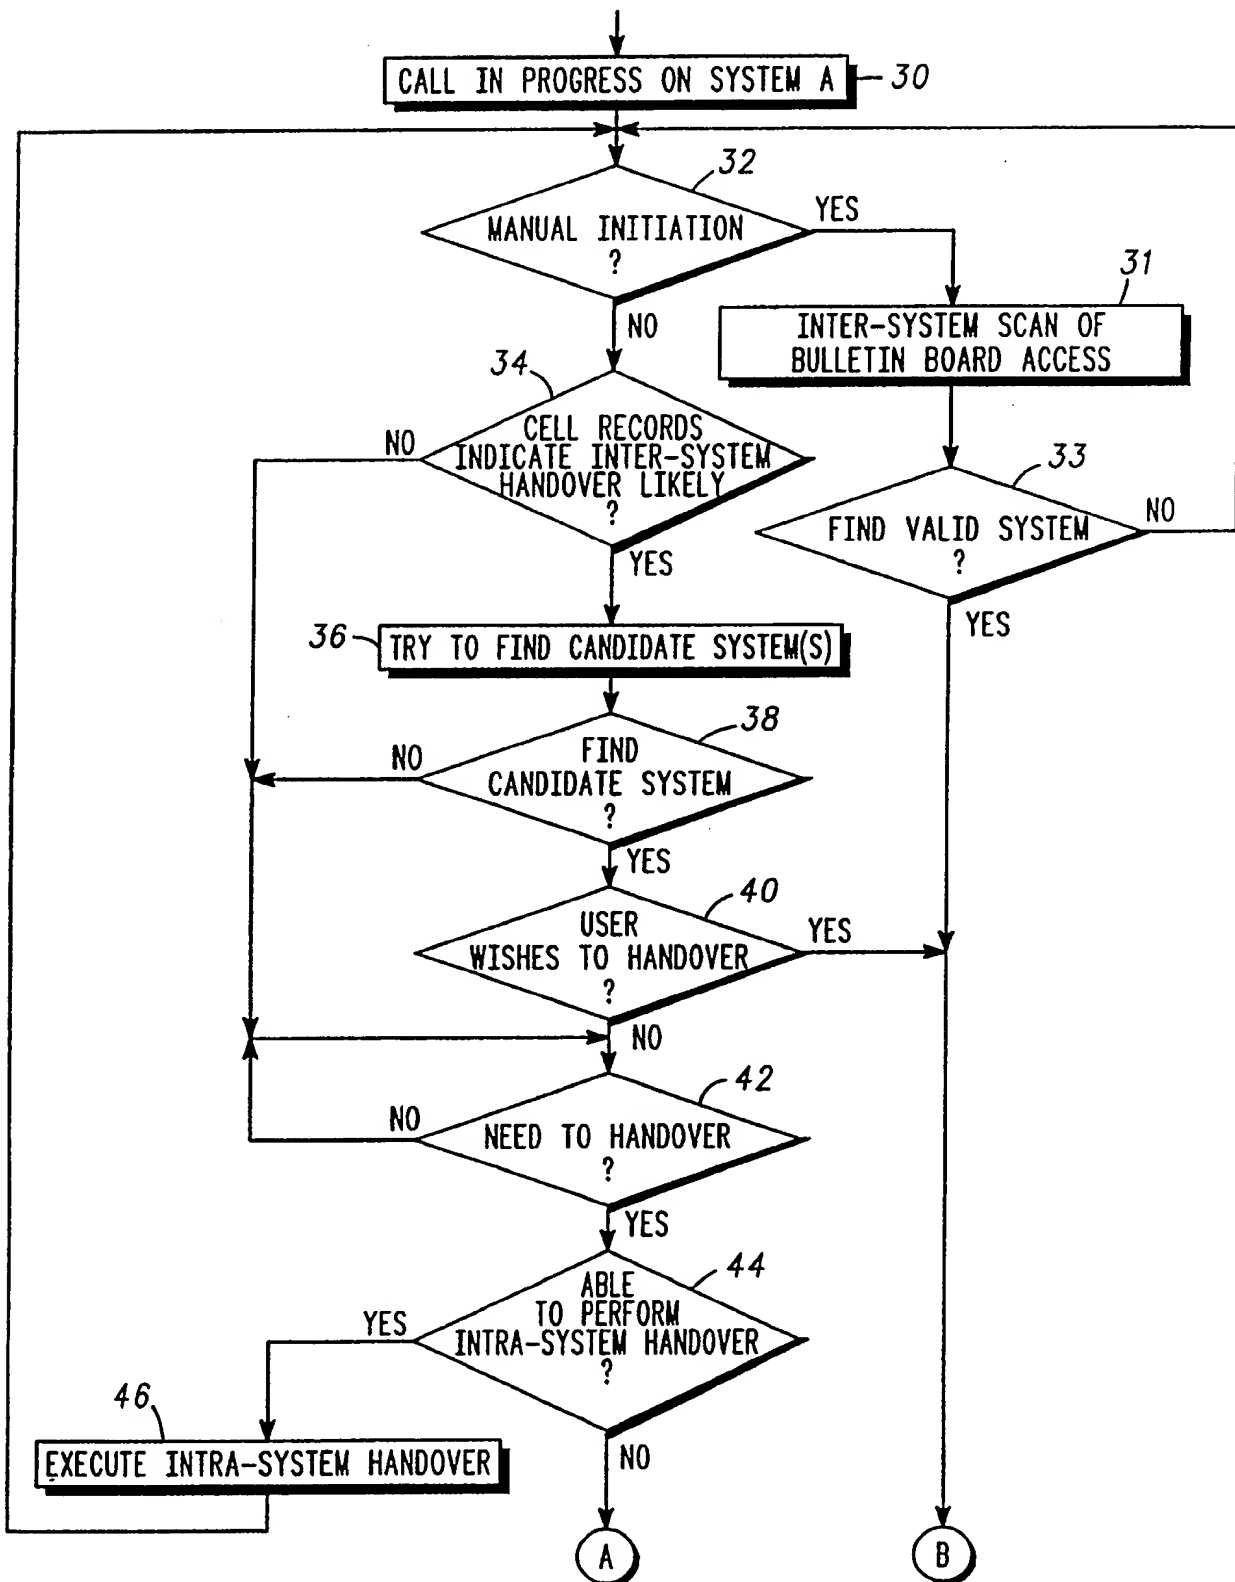 CALL IN PROGRESS ON SYSTEM A
30
32
MANUAL INITIATION
?
YES
NO
31
INTER-SYSTEM SCAN OF
BULLETIN BOARD ACCESS
34
CELL RECORDS
INDICATE INTER-SYSTEM
HANDOVER LIKELY
?
NO
YES
33
FIND VALID SYSTEM
?
NO
YES
36
TRY TO FIND CANDIDATE SYSTEM(S)
38
FIND
CANDIDATE SYSTEM
?
NO
YES
40
USER
WISHES TO HANDOVER
?
YES
NO
42
NEED TO HANDOVER
?
NO
YES
44
ABLE
TO PERFORM
INTRA-SYSTEM HANDOVER
?
YES
NO
46
EXECUTE INTRA-SYSTEM HANDOVER
A
B